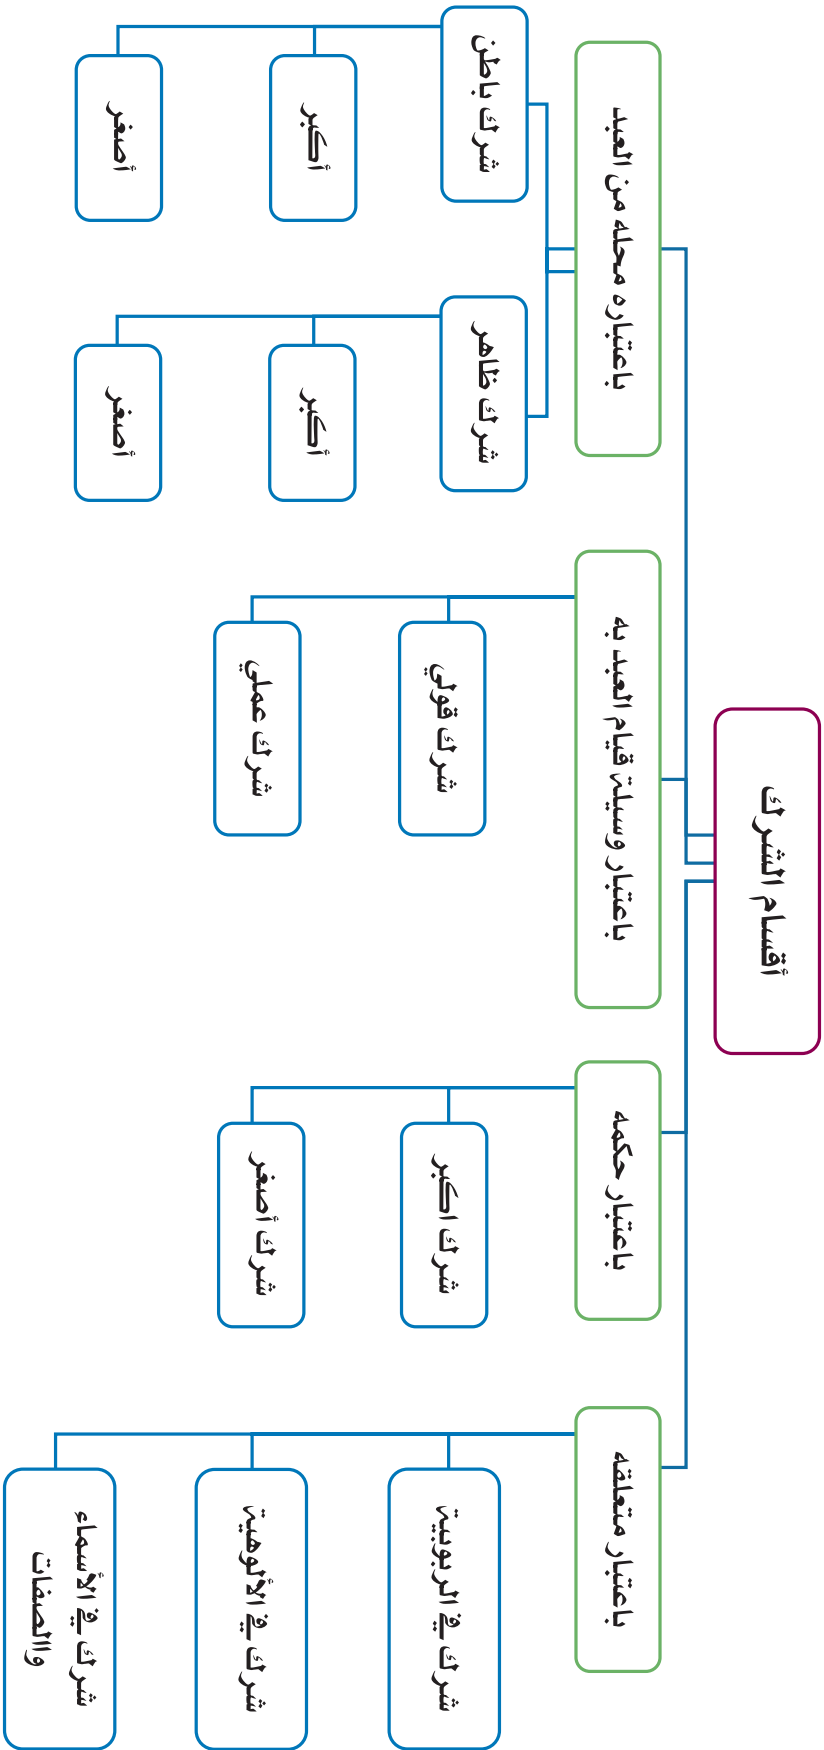 أقسام الشرك
باعتبار متعلقه
شرك في الربوبية
شرك في الألوهية
شرك في الأسماء
واالصفات
باعتبار حكمه
شرك اكبر
شرك أصغر
باعتبار وسيلة قيام العبد به
شرك قولي
شرك عملي
باعتباره محله من العبد
شرك ظاهر
أكبر
أصغر
شرك باطن
أكبر
أصغر